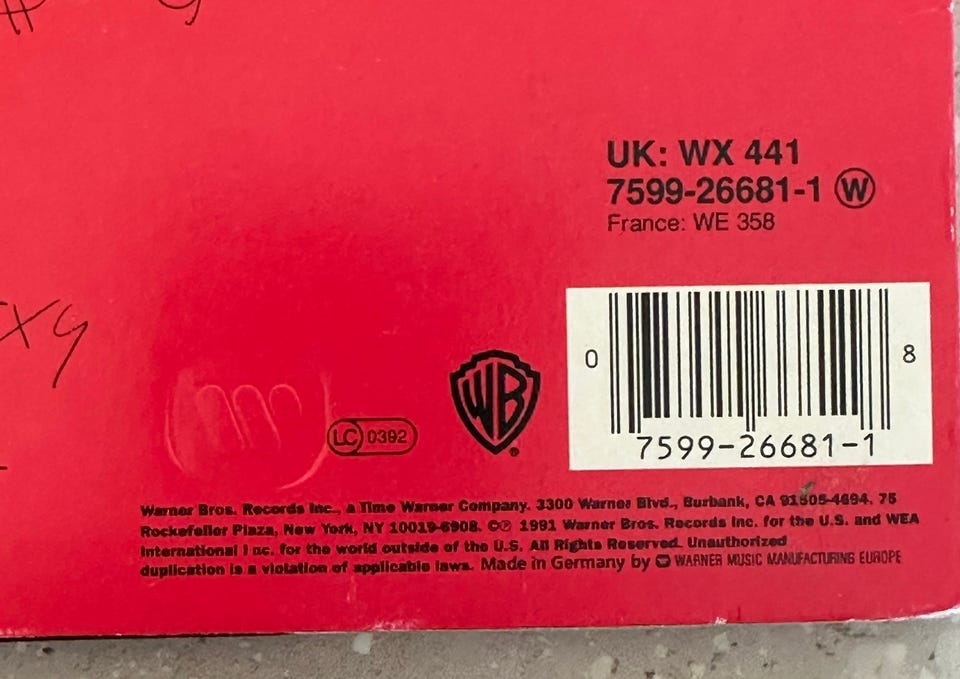 UK: WX 441
7599-26681-1 W
France: WE 358
xy
0 8
7599-26681-1
LC 0392
WB
Warner Bros. Records Inc., a Time Warner Company. 3300 Warner Blvd., Burbank, CA 91505-4694. 75
Rockefeller Plaza, New York, NY 10019-6908. ©℗ 1991 Warner Bros. Records Inc. for the U.S. and WEA
International Inc. for the world outside of the U.S. All Rights Reserved. Unauthorized
duplication is a violation of applicable laws. Made in Germany by WARNER MUSIC MANUFACTURING EUROPE